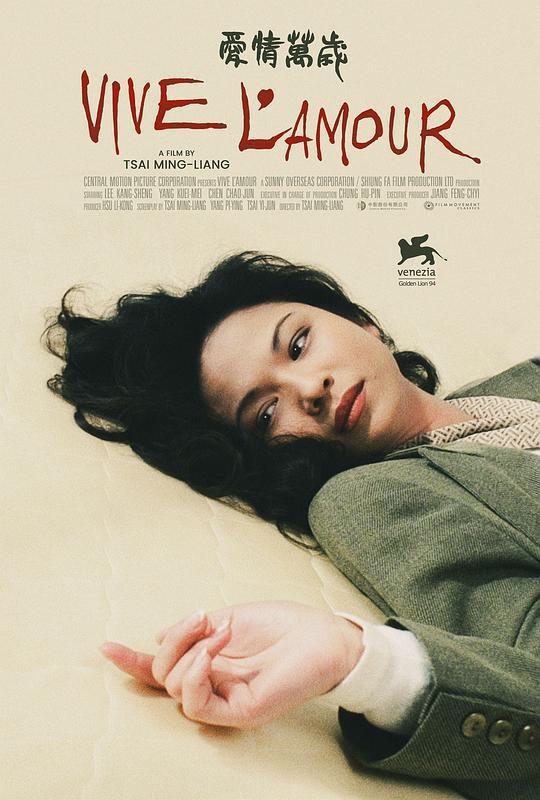 愛情萬歲
VIVE L'AMOUR
A FILM BY
TSAI MING-LIANG
CENTRAL MOTION PICTURE CORPORATION PRESENTS VIVE L'AMOUR A SUNNY OVERSEAS CORPORATION / SHIUNG FA FILM PRODUCTION LTD PRODUCTION
STARRING LEE KANG-SHENG YANG KUEI-MEI CHEN CHAO-JUN EXECUTIVE IN CHARGE OF PRODUCTION CHUNG HU-PIN EXECUTIVE PRODUCER JIANG FENG-CHYI
PRODUCER HSU LI-KONG SCREENPLAY BY TSAI MING-LIANG YANG PI-YING TSAI YI-JUN DIRECTED BY TSAI MING-LIANG FILM MOVEMENT
CLASSICS
venezia
Golden Lion 94